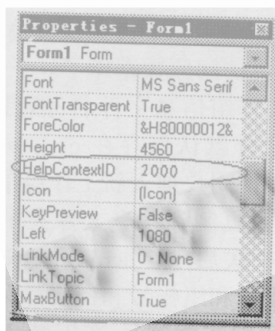 Properties - Form1
Form1 Form
Font MS Sans Serif
FontTransparent True
ForeColor &H80000012&
Height 4560
HelpContextID 2000
Icon (Icon)
KeyPreview False
Left 1080
LinkMode 0 - None
LinkTopic Form1
MaxButton True